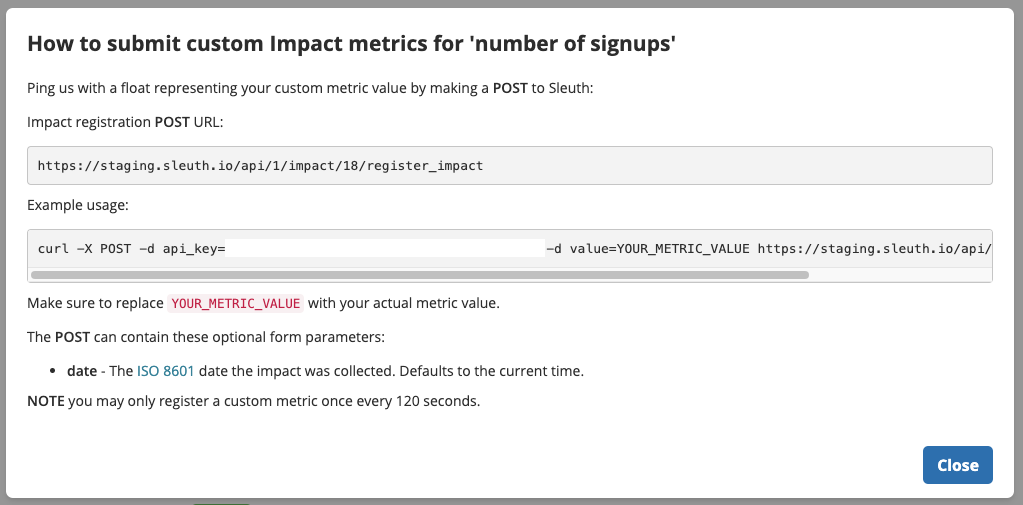 How to submit custom Impact metrics for 'number of signups'
Ping us with a float representing your custom metric value by making a POST to Sleuth:
Impact registration POST URL:
https://staging.sleuth.io/api/1/impact/18/register_impact
Example usage:
curl -X POST -d api_key= -d value=YOUR_METRIC_VALUE https://staging.sleuth.io/api/
Make sure to replace YOUR_METRIC_VALUE with your actual metric value.
The POST can contain these optional form parameters:
• date - The ISO 8601 date the impact was collected. Defaults to the current time.
NOTE you may only register a custom metric once every 120 seconds.
Close